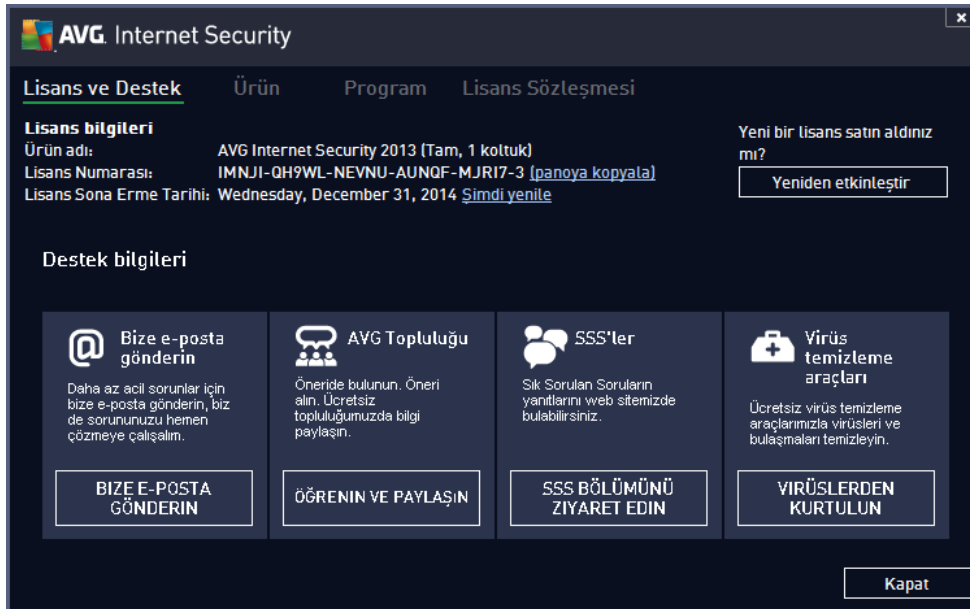 AVG. Internet Security
Lisans ve Destek Ürün Program Lisans Sözleşmesi
Lisans bilgileri
Ürün adı: AVG Internet Security 2013 (Tam, 1 koltuk)
Lisans Numarası: IMNJI-QH9WL-NEVNU-AUNQF-MJRI7-3 (panoya kopyala)
Lisans Sona Erme Tarihi: Wednesday, December 31, 2014 Şimdi yenile
Yeni bir lisans satın aldınız
mı?
Yeniden etkinleştir
Destek bilgileri
Bize e-posta
gönderin
Daha az acil sorunlar için
bize e-posta gönderin, biz
de sorununuzu hemen
çözmeye çalışalım.
BIZE E-POSTA
GÖNDERIN
AVG Topluluğu
Öneride bulunun. Öneri
alın. Ücretsiz
topluluğumuzda bilgi
paylaşın.
ÖĞRENIN VE PAYLAŞıN
SSS'ler
Sık Sorulan Soruların
yanıtlarını web sitemizde
bulabilirsiniz.
SSS BÖLÜMÜNÜ
ZIYARET EDIN
Virüs
temizleme
araçları
Ücretsiz virüs temizleme
araçlarımızla virüsleri ve
bulaşmaları temizleyin.
VIRÜSLERDEN
KURTULUN
Kapat